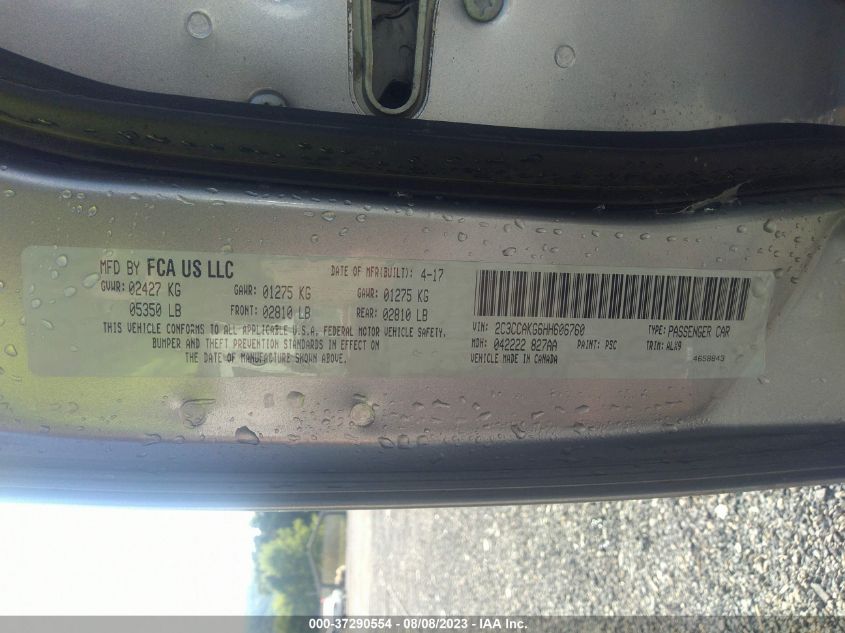 MFD BY FCA US LLC DATE OF MFR(BUILT): 4-17
GVWR: 02427 KG GAWR: 01275 KG GAWR: 01275 KG
05350 LB FRONT: 02810 LB REAR: 02810 LB
THIS VEHICLE CONFORMS TO ALL APPLICABLE U.S.A. FEDERAL MOTOR VEHICLE SAFETY,
BUMPER AND THEFT PREVENTION STANDARDS IN EFFECT ON
THE DATE OF MANUFACTURE SHOWN ABOVE.
VIN: 2C3CCAKG6HH606760 TYPE: PASSENGER CAR
MDH: 042222 827AA PAINT: PSC TRIM: ALX9
VEHICLE MADE IN CANADA 4658843
000-37290554 - 08/08/2023 - IAA Inc.